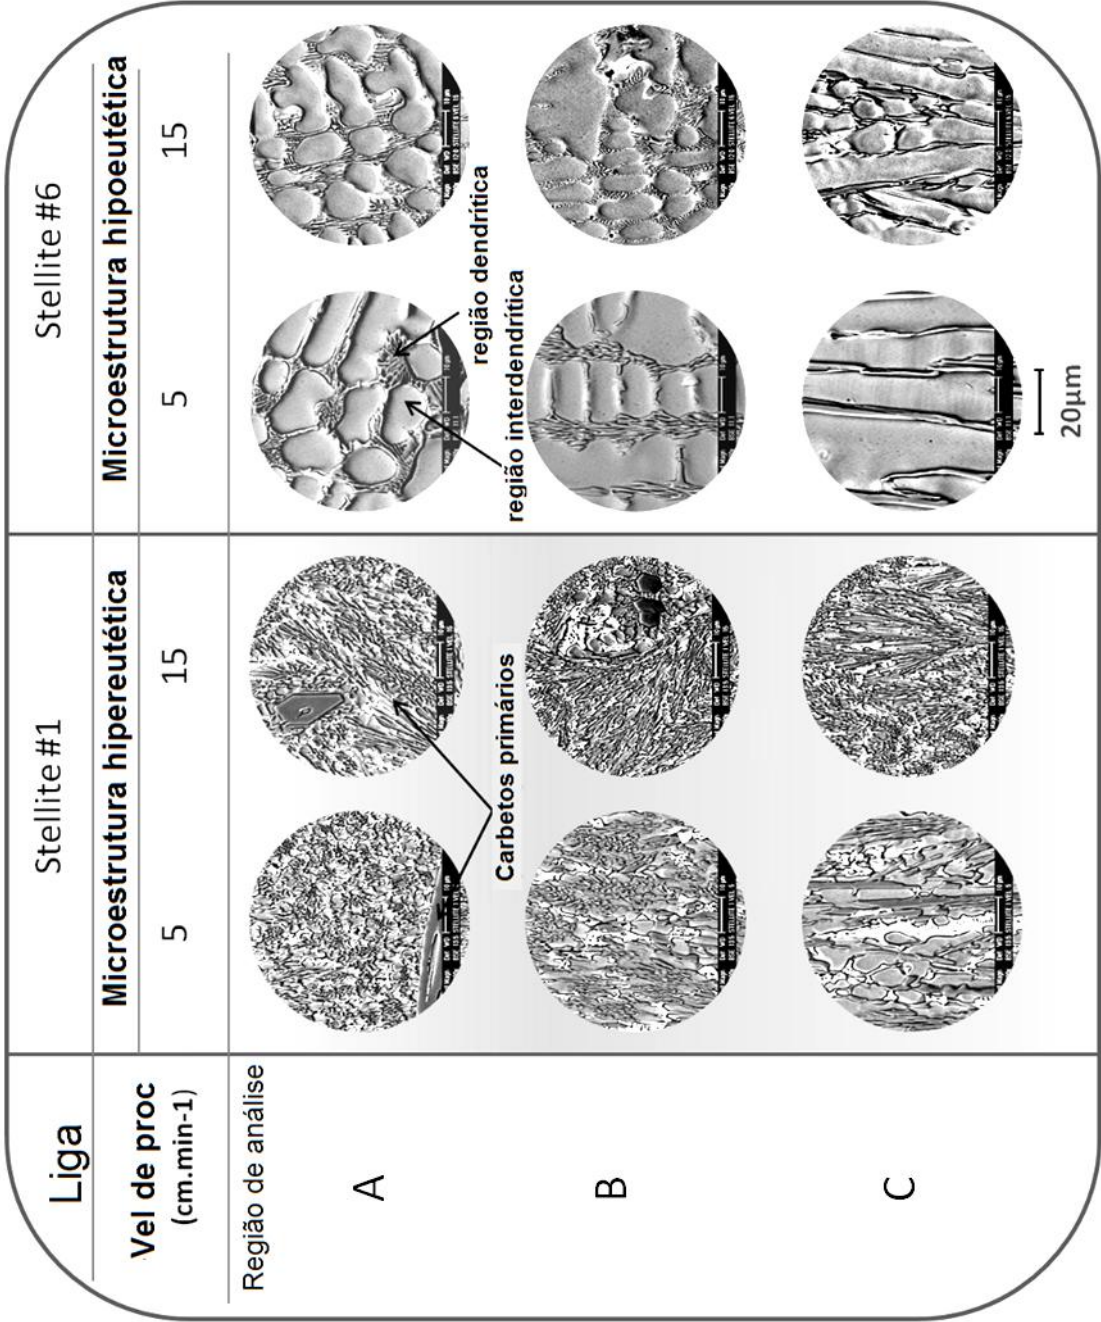 Liga
Stellite #1
Stellite #6
Microestrutura hipereutética
Microestrutura hipoeutética
Vel de proc
(cm.min-1)
5
15
5
15
Região de análise
A
Carbetos primários
região dendrítica
região interdendrítica
B
C
20µm